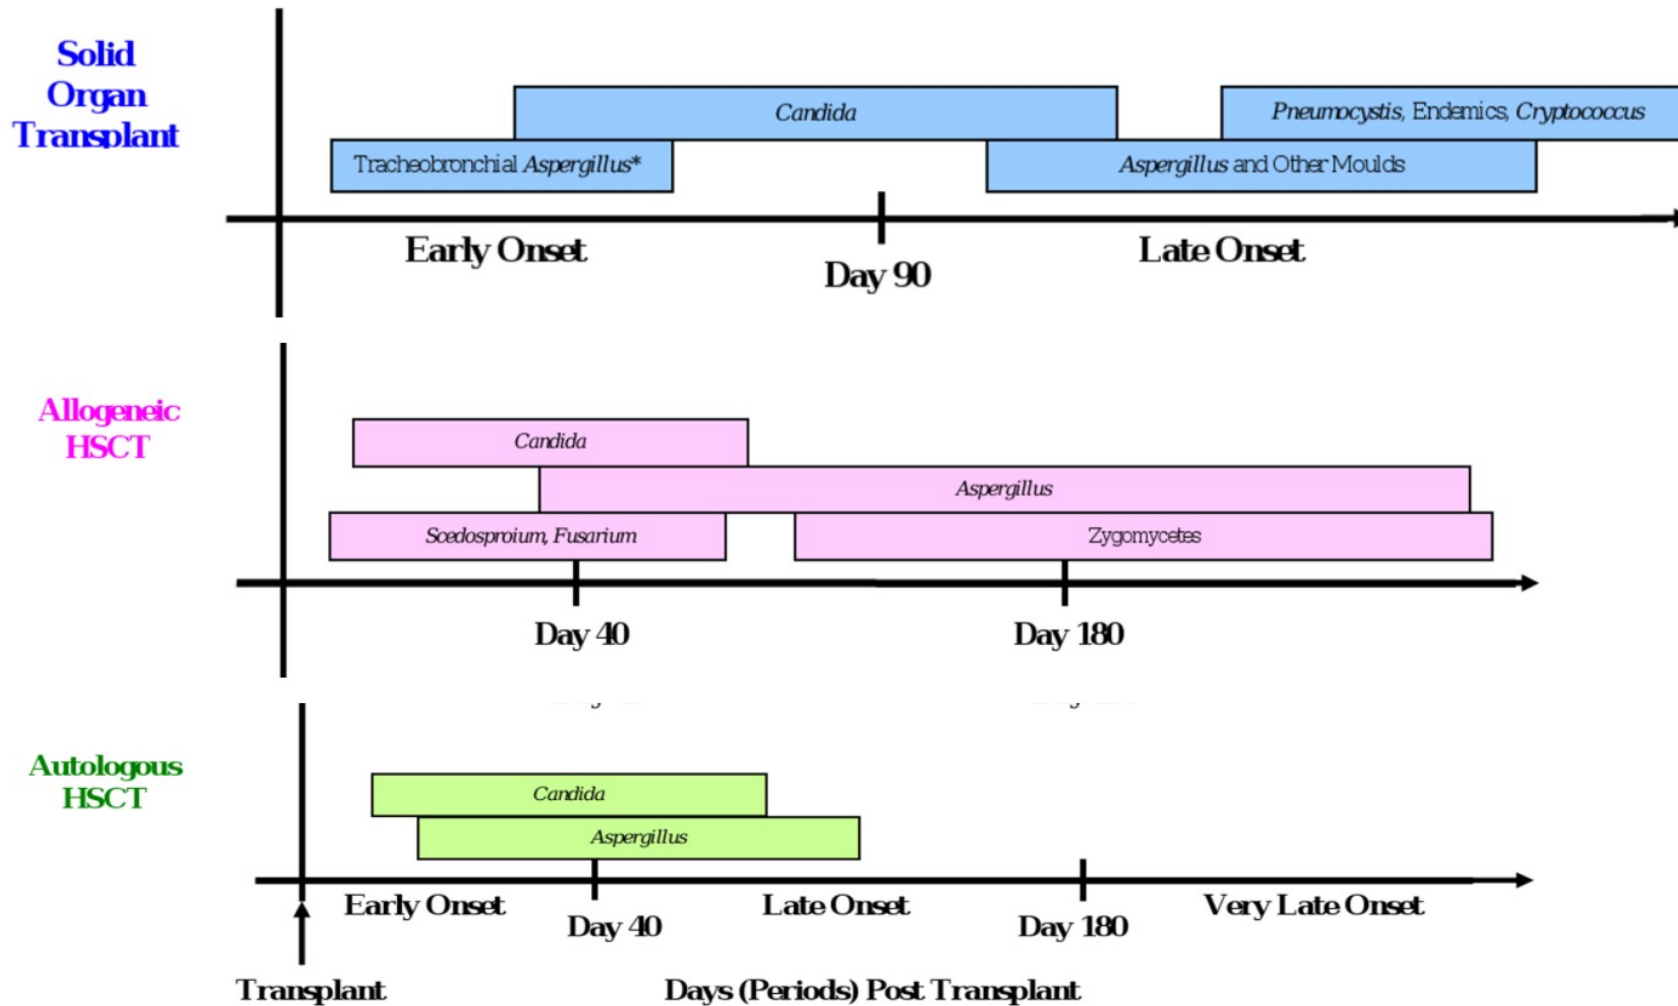 Solid
Organ
Transplant
Candida
Pneumocystis, Endemics, Cryptococcus
Tracheobronchial Aspergillus*
Aspergillus and Other Moulds
Early Onset
Late Onset
Day 90
Allogeneic
HSCT
Candida
Aspergillus
Scedosproium, Fusarium
Zygomycetes
Day 40
Day 180
Autologous
HSCT
Candida
Aspergillus
Early Onset
Late Onset
Very Late Onset
Day 40
Day 180
Transplant
Days (Periods) Post Transplant